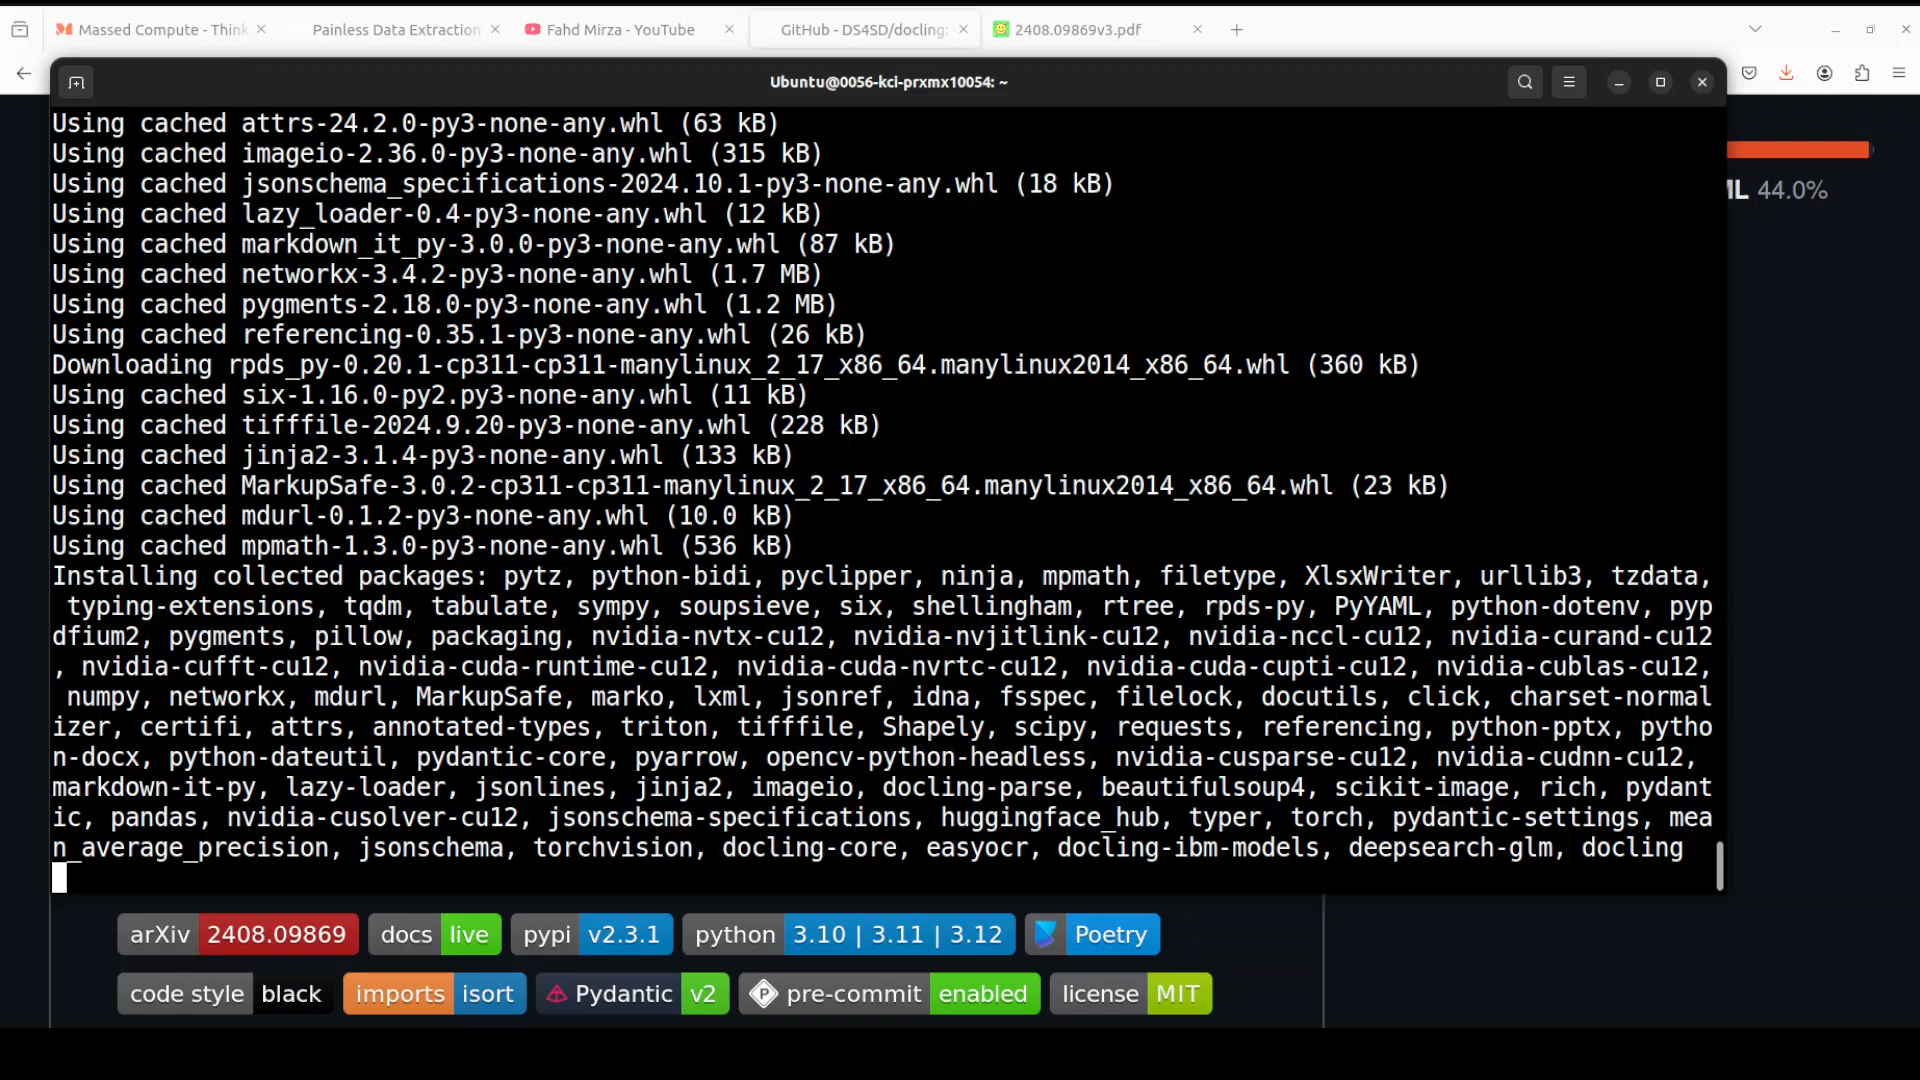 Massed Compute - Think
Painless Data Extraction
Fahd Mirza - YouTube
GitHub - DS4SD/docling:
2408.09869v3.pdf
Ubuntu@0056-kci-prxmx10054: ~
Using cached attrs-24.2.0-py3-none-any.whl (63 kB)
Using cached imageio-2.36.0-py3-none-any.whl (315 kB)
Using cached jsonschema_specifications-2024.10.1-py3-none-any.whl (18 kB)
Using cached lazy_loader-0.4-py3-none-any.whl (12 kB)
Using cached markdown_it_py-3.0.0-py3-none-any.whl (87 kB)
Using cached networkx-3.4.2-py3-none-any.whl (1.7 MB)
Using cached pygments-2.18.0-py3-none-any.whl (1.2 MB)
Using cached referencing-0.35.1-py3-none-any.whl (26 kB)
Downloading rpds_py-0.20.1-cp311-cp311-manylinux_2_17_x86_64.manylinux2014_x86_64.whl (360 kB)
Using cached six-1.16.0-py2.py3-none-any.whl (11 kB)
Using cached tifffile-2024.9.20-py3-none-any.whl (228 kB)
Using cached jinja2-3.1.4-py3-none-any.whl (133 kB)
Using cached MarkupSafe-3.0.2-cp311-cp311-manylinux_2_17_x86_64.manylinux2014_x86_64.whl (23 kB)
Using cached mdurl-0.1.2-py3-none-any.whl (10.0 kB)
Using cached mpmath-1.3.0-py3-none-any.whl (536 kB)
Installing collected packages: pytz, python-bidi, pyclipper, ninja, mpmath, filetype, XlsxWriter, urllib3, tzdata,
typing-extensions, tqdm, tabulate, sympy, soupsieve, six, shellingham, rtree, rpds-py, PyYAML, python-dotenv, pyp
dfium2, pygments, pillow, packaging, nvidia-nvtx-cu12, nvidia-nvjitlink-cu12, nvidia-nccl-cu12, nvidia-curand-cu12
, nvidia-cufft-cu12, nvidia-cuda-runtime-cu12, nvidia-cuda-nvrtc-cu12, nvidia-cuda-cupti-cu12, nvidia-cublas-cu12,
numpy, networkx, mdurl, MarkupSafe, marko, lxml, jsonref, idna, fsspec, filelock, docutils, click, charset-normal
izer, certifi, attrs, annotated-types, triton, tifffile, Shapely, scipy, requests, referencing, python-pptx, pytho
n-docx, python-dateutil, pydantic-core, pyarrow, opencv-python-headless, nvidia-cusparse-cu12, nvidia-cudnn-cu12,
markdown-it-py, lazy-loader, jsonlines, jinja2, imageio, docling-parse, beautifulsoup4, scikit-image, rich, pydant
ic, pandas, nvidia-cusolver-cu12, jsonschema-specifications, huggingface_hub, typer, torch, pydantic-settings, mea
n_average_precision, jsonschema, torchvision, docling-core, easyocr, docling-ibm-models, deepsearch-glm, docling
ML 44.0%
arXiv 2408.09869 docs live pypi v2.3.1 python 3.10 | 3.11 | 3.12 Poetry
code style black imports isort Pydantic v2 pre-commit enabled license MIT